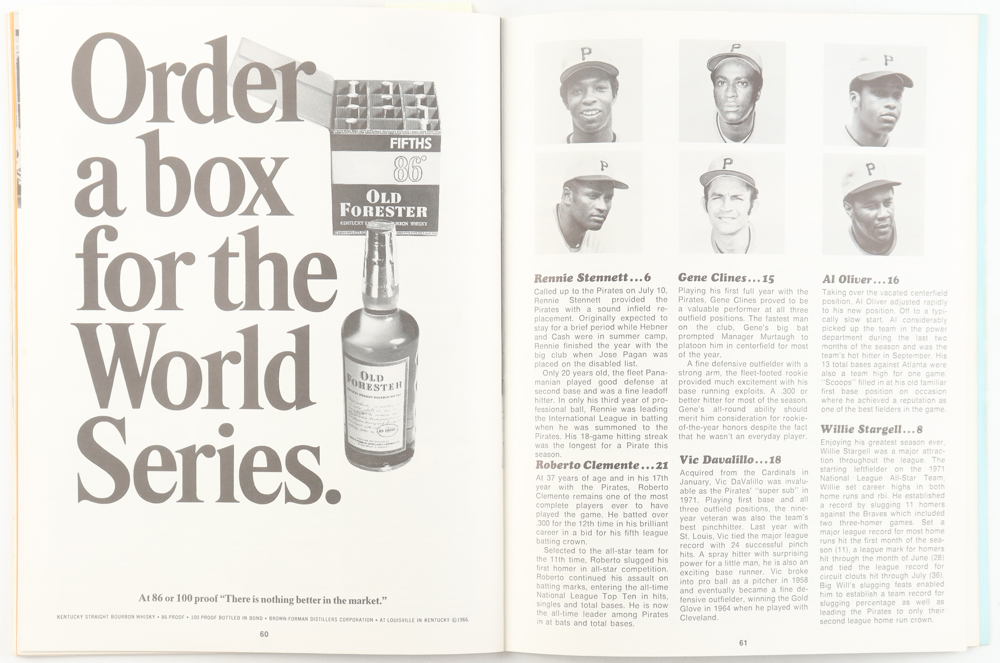 Order
a box
for the
World
Series.
FIFTHS
86°
OLD
FORESTER
KENTUCKY STRAIGHT BOURBON WHISKY
OLD
FORESTER
At 86 or 100 proof “There is nothing better in the market.”
KENTUCKY STRAIGHT BOURBON WHISKY • 86 PROOF • 100 PROOF BOTTLED IN BOND • BROWN-FORMAN DISTILLERS CORPORATION • AT LOUISVILLE IN KENTUCKY ©1966
60
P
P
P
P
P
P
Rennie Stennett...6
Called up to the Pirates on July 10,
Rennie Stennett provided the
Pirates with a sound infield re-
placement. Originally expected to
stay for a brief period while Hebner
and Cash were in summer camp,
Rennie finished the year with the
big club when Jose Pagan was
placed on the disabled list.
Only 20 years old, the fleet Pana-
manian played good defense at
second base and was a fine leadoff
hitter. In only his third year of pro-
fessional ball, Rennie was leading
the International League in batting
when he was summoned to the
Pirates. His 18-game hitting streak
was the longest for a Pirate this
season.
Roberto Clemente...21
At 37 years of age and in his 17th
year with the Pirates, Roberto
Clemente remains one of the most
complete players ever to have
played the game. He batted over
.300 for the 12th time in his brilliant
career in a bid for his fifth league
batting crown.
Selected to the all-star team for
the 11th time, Roberto slugged his
first homer in all-star competition.
Roberto continued his assault on
batting marks, entering the all-time
National League Top Ten in hits,
singles and total bases. He is now
the all-time leader among Pirates
in at bats and total bases.
Gene Clines...15
Playing his first full year with the
Pirates, Gene Clines proved to be
a valuable performer at all three
outfield positions. The fastest man
on the club, Gene's big bat
prompted Manager Murtaugh to
platoon him in centerfield for most
of the year.
A fine defensive outfielder with a
strong arm, the fleet-footed rookie
provided much excitement with his
base running exploits. A .300 or
better hitter for most of the season,
Gene's all-round ability should
merit him consideration for rookie-
of-the-year honors despite the fact
that he wasn't an everyday player.
Vic Davalillo...18
Acquired from the Cardinals in
January, Vic DaValillo was invalu-
able as the Pirates' "super sub" in
1971. Playing first base and all
three outfield positions, the nine-
year veteran was also the team's
best pinchhitter. Last year with
St. Louis, Vic tied the major league
record with 24 successful pinch
hits. A spray hitter with surprising
power for a little man, he is also an
exciting base runner. Vic broke
into pro ball as a pitcher in 1958
and eventually became a fine de-
fensive outfielder, winning the Gold
Glove in 1964 when he played with
Cleveland.
Al Oliver...16
Taking over the vacated centerfield
position, Al Oliver adjusted rapidly
to his new position. Off to a typi-
cally slow start, Al considerably
picked up the team in the power
department during the last two
months of the season and was the
team's hot hitter in September. His
13 total bases against Atlanta were
also a team high for one game.
"Scoops" filled in at his old familiar
first base position on occasion
where he achieved a reputation as
one of the best fielders in the game.
Willie Stargell...8
Enjoying his greatest season ever,
Willie Stargell was a major attrac-
tion throughout the league. The
starting leftfielder on the 1971
National League All-Star Team,
Willie set career highs in both
home runs and rbi. He established
a record by slugging 11 homers
against the Braves which included
two three-homer games. Set a
major league record for most home
runs hit the first month of the sea-
son (11), a league mark for homers
hit through the month of June (28)
and tied the league record for
circuit clouts hit through July (36).
Big Will's slugging feats enabled
him to establish a team record for
slugging percentage as well as
leading the Pirates to only their
second league home run crown.
61